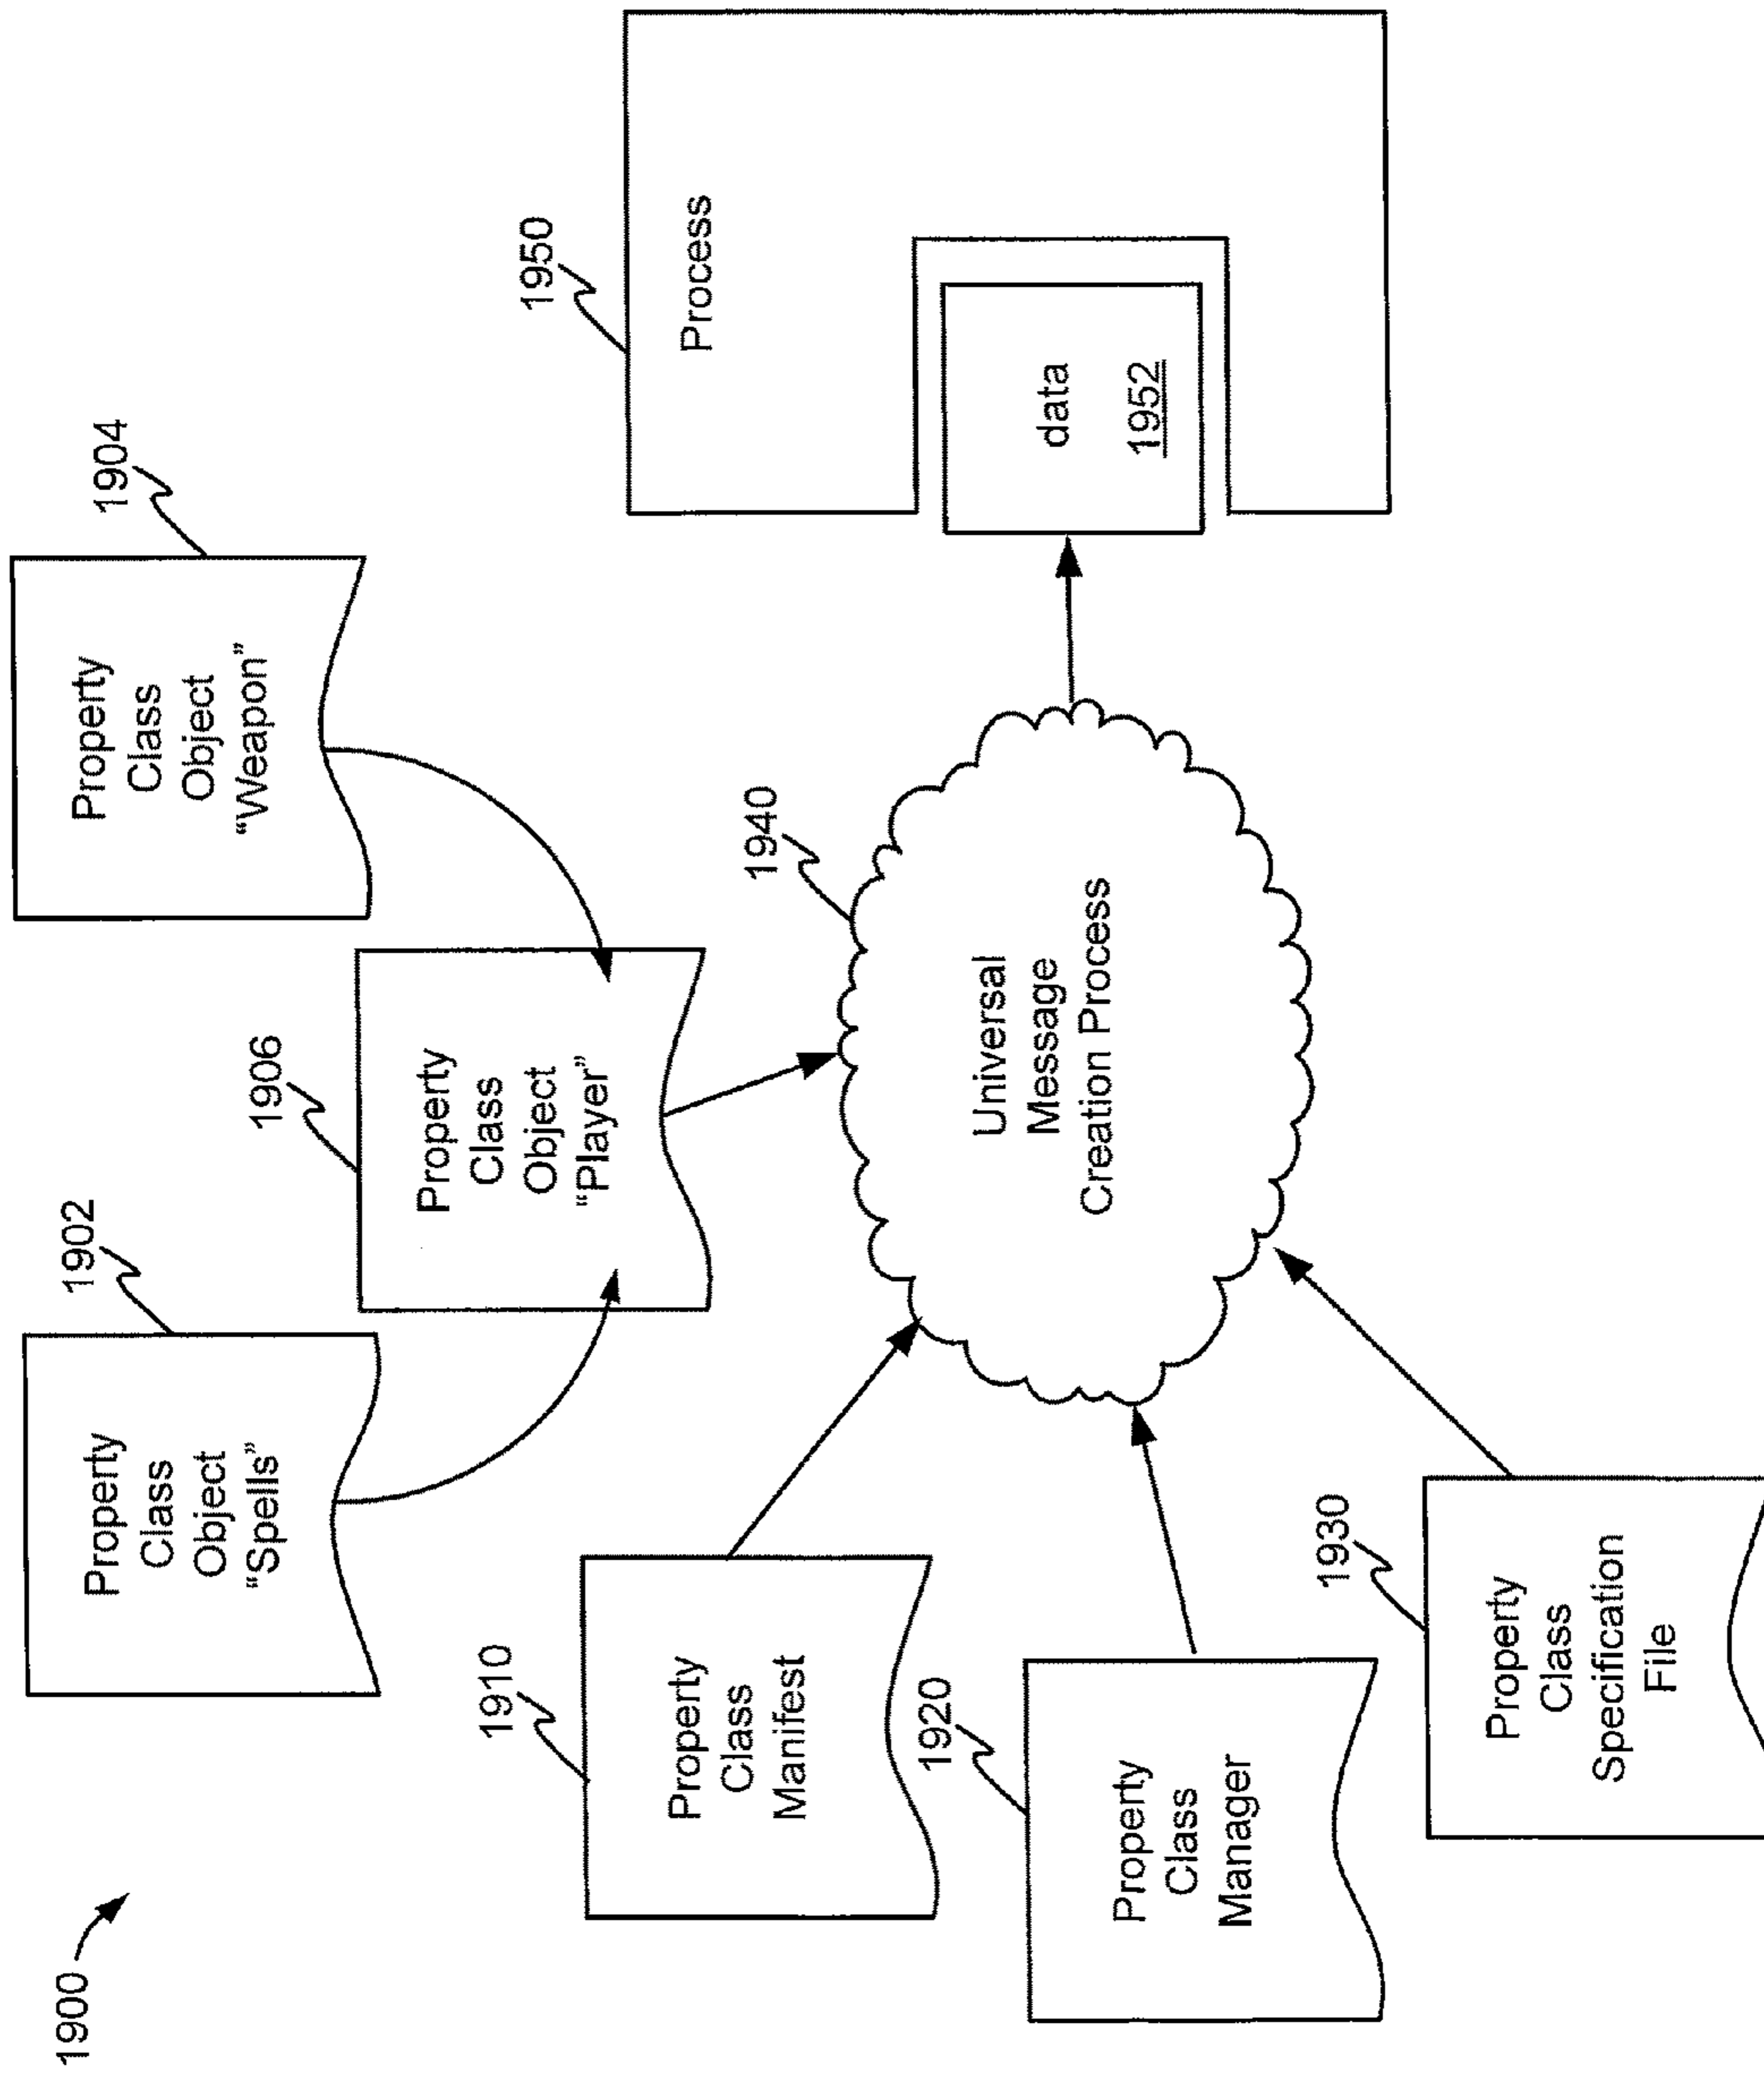 1900
1902
Property
Class
Object
“Spells”
1904
Property
Class
Object
“Weapon”
1906
Property
Class
Object
“Player”
1910
Property
Class
Manifest
1920
Property
Class
Manager
1930
Property
Class
Specification
File
1940
Universal
Message
Creation Process
1950
Process
data
1952